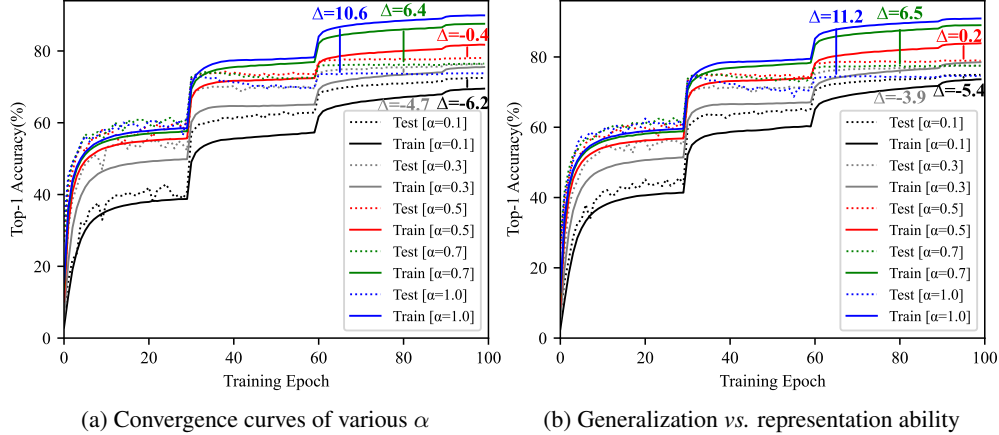 Δ=10.6
Δ=6.4
Δ=-0.4
Δ=-4.7
Δ=-6.2
Test [α=0.1]
Train [α=0.1]
Test [α=0.3]
Train [α=0.3]
Test [α=0.5]
Train [α=0.5]
Test [α=0.7]
Train [α=0.7]
Test [α=1.0]
Train [α=1.0]
80
60
40
20
0
Top-1 Accuracy(%)
0 20 40 60 80 100
Training Epoch
(a) Convergence curves of various α
Δ=11.2
Δ=6.5
Δ=0.2
Δ=-3.9
Δ=-5.4
Test [α=0.1]
Train [α=0.1]
Test [α=0.3]
Train [α=0.3]
Test [α=0.5]
Train [α=0.5]
Test [α=0.7]
Train [α=0.7]
Test [α=1.0]
Train [α=1.0]
80
60
40
20
0
Top-1 Accuracy(%)
0 20 40 60 80 100
Training Epoch
(b) Generalization vs. representation ability